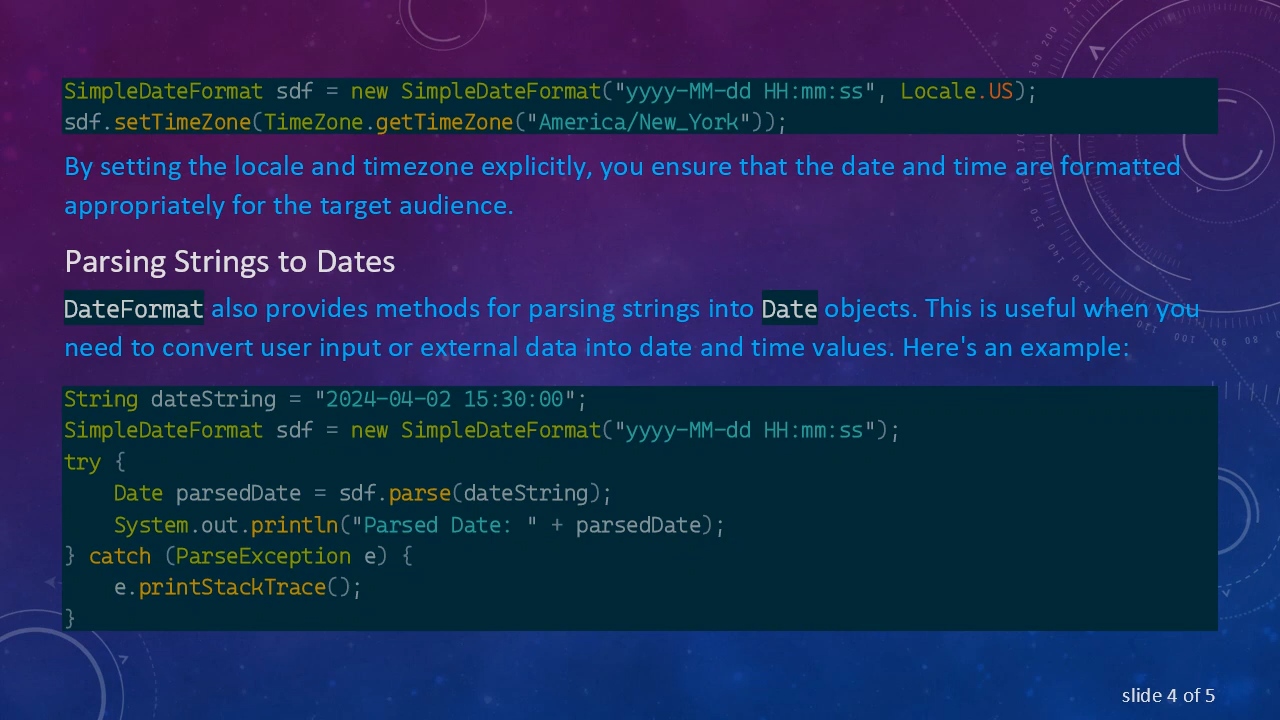 SimpleDateFormat sdf = new SimpleDateFormat("yyyy-MM-dd HH:mm:ss", Locale.US);
sdf.setTimeZone(TimeZone.getTimeZone("America/New_York"));
By setting the locale and timezone explicitly, you ensure that the date and time are formatted
appropriately for the target audience.
Parsing Strings to Dates
DateFormat also provides methods for parsing strings into Date objects. This is useful when you
need to convert user input or external data into date and time values. Here's an example:
String dateString = "2024-04-02 15:30:00";
SimpleDateFormat sdf = new SimpleDateFormat("yyyy-MM-dd HH:mm:ss");
try {
    Date parsedDate = sdf.parse(dateString);
    System.out.println("Parsed Date: " + parsedDate);
} catch (ParseException e) {
    e.printStackTrace();
}
slide 4 of 5